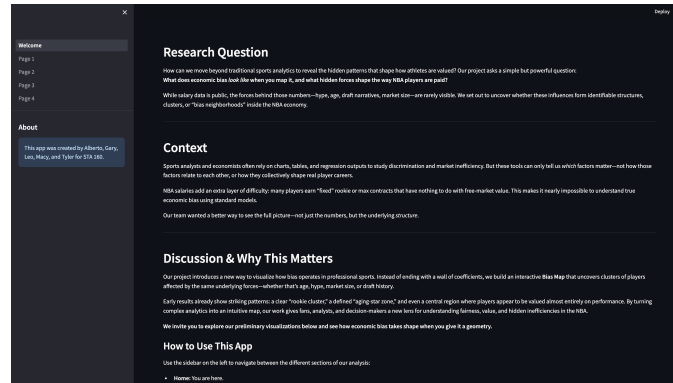 Deploy
Welcome
Page 1
Page 2
Page 3
Page 4
About
This app was created by Alberto, Gary,
Leo, Macy, and Tyler for STA 160.
Research Question
How can we move beyond traditional sports analytics to reveal the hidden patterns that shape how athletes are valued? Our project asks a simple but powerful question:
What does economic bias look like when you map it, and what hidden forces shape the way NBA players are paid?
While salary data is public, the forces behind those numbers—hype, age, draft narratives, market size—are rarely visible. We set out to uncover whether these influences form identifiable structures,
clusters, or "bias neighborhoods" inside the NBA economy.
Context
Sports analysts and economists often rely on charts, tables, and regression outputs to study discrimination and market inefficiency. But these tools can only tell us which factors matter—not how those
factors relate to each other, or how they collectively shape real player careers.
NBA salaries add an extra layer of difficulty: many players earn "fixed" rookie or max contracts that have nothing to do with free-market value. This makes it nearly impossible to understand true
economic bias using standard models.
Our team wanted a better way to see the full picture—not just the numbers, but the underlying structure.
Discussion & Why This Matters
Our project introduces a new way to visualize how bias operates in professional sports. Instead of ending with a wall of coefficients, we build an interactive Bias Map that uncovers clusters of players
affected by the same underlying forces—whether that's age, hype, market size, or draft history.
Early results already show striking patterns: a clear "rookie cluster," a defined "aging-star zone," and even a central region where players appear to be valued almost entirely on performance. By turning
complex analytics into an intuitive map, our work gives fans, analysts, and decision-makers a new lens for understanding fairness, value, and hidden inefficiencies in the NBA.
We invite you to explore our preliminary visualizations below and see how economic bias takes shape when you give it a geometry.
How to Use This App
Use the sidebar on the left to navigate between the different sections of our analysis:
• Home: You are here.